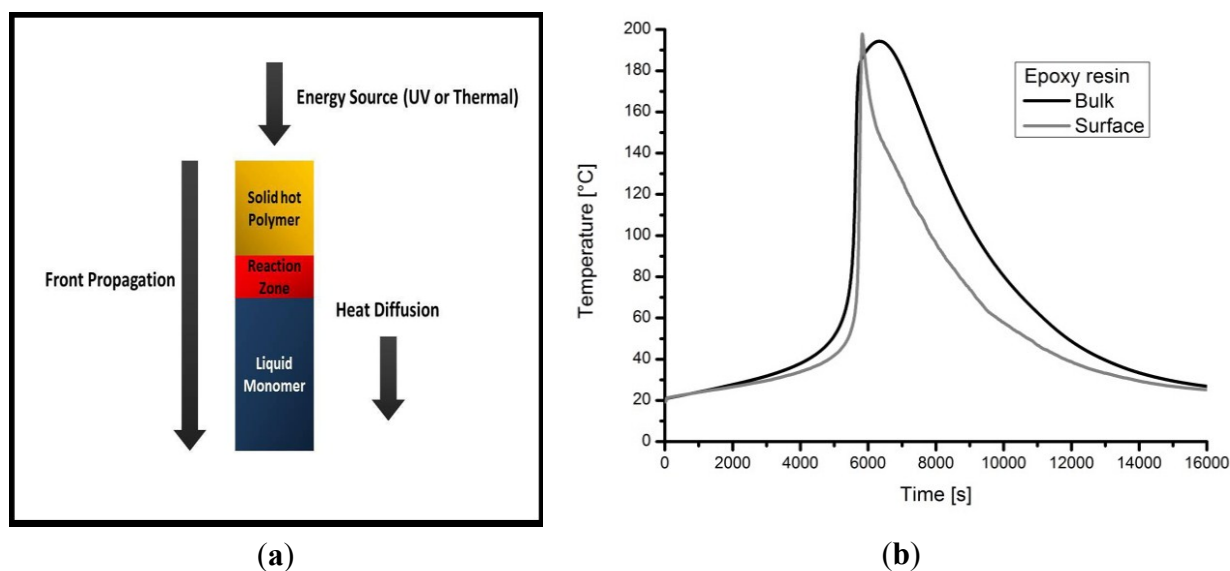 Energy Source (UV or Thermal)
Solid hot
Polymer
Front Propagation
Reaction
Zone
Heat Diffusion
Liquid
Monomer
(a)
200
180
160
140
120
100
80
60
40
20
0
Temperature [°C]
Epoxy resin
Bulk
Surface
0 2000 4000 6000 8000 10000 12000 14000 16000
Time [s]
(b)